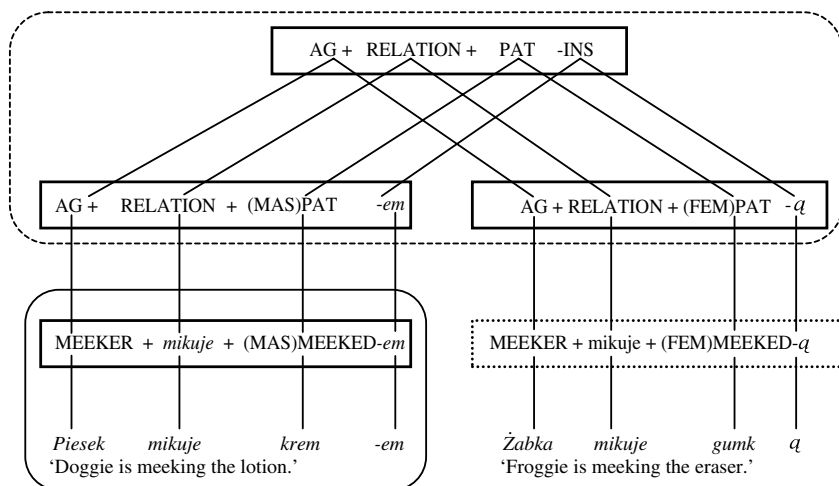 AG + RELATION + PAT -INS
AG + RELATION + (MAS)PAT -em
AG + RELATION + (FEM)PAT -ą
MEEKER + mikuje + (MAS)MEEKED-em
MEEKER + mikuje + (FEM)MEEKED-ą
Piesek mikuje krem -em
‘Doggie is meeking the lotion.’
Żabka mikuje gumk ą
‘Froggie is meeking the eraser.’